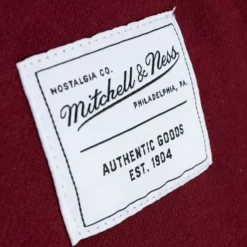 NOSTALGIA CO.
Mitchell & Ness
PHILADELPHIA, PA.
AUTHENTIC GOODS
EST. 1904